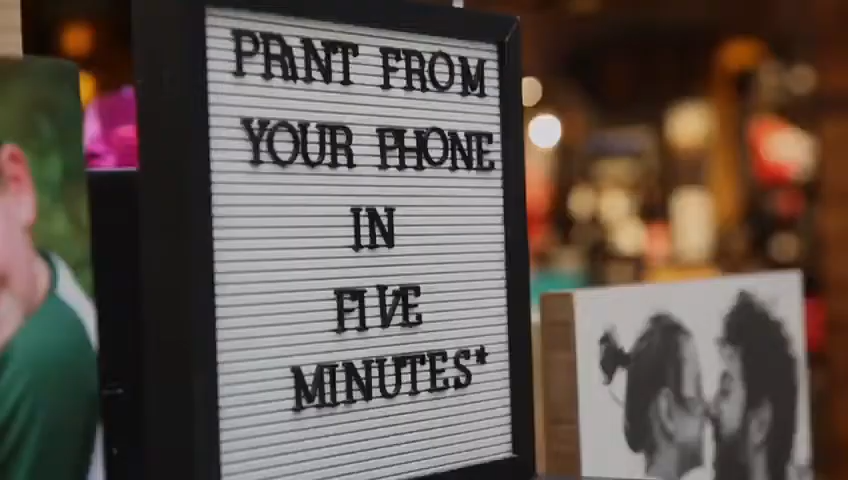 PRINT FROM
YOUR PHONE
IN
FIVE
MINUTES*